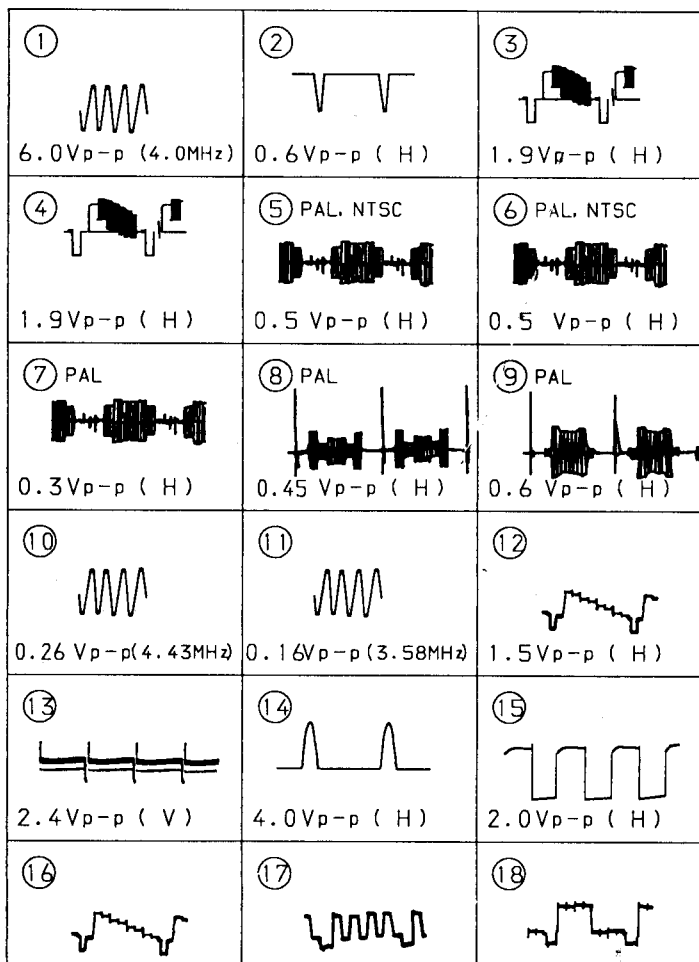 1
6.0Vp-p (4.0MHz)
2
0.6Vp-p ( H )
3
1.9Vp-p ( H )
4
1.9Vp-p ( H )
5 PAL, NTSC
0.5 Vp-p ( H )
6 PAL, NTSC
0.5 Vp-p ( H )
7 PAL
0.3Vp-p ( H )
8 PAL
0.45 Vp-p ( H )
9 PAL
0.6 Vp-p ( H )
10
0.26 Vp-p(4.43MHz)
11
0.16Vp-p(3.58MHz)
12
1.5Vp-p ( H )
13
2.4Vp-p ( V )
14
4.0Vp-p ( H )
15
2.0Vp-p ( H )
16
17
18